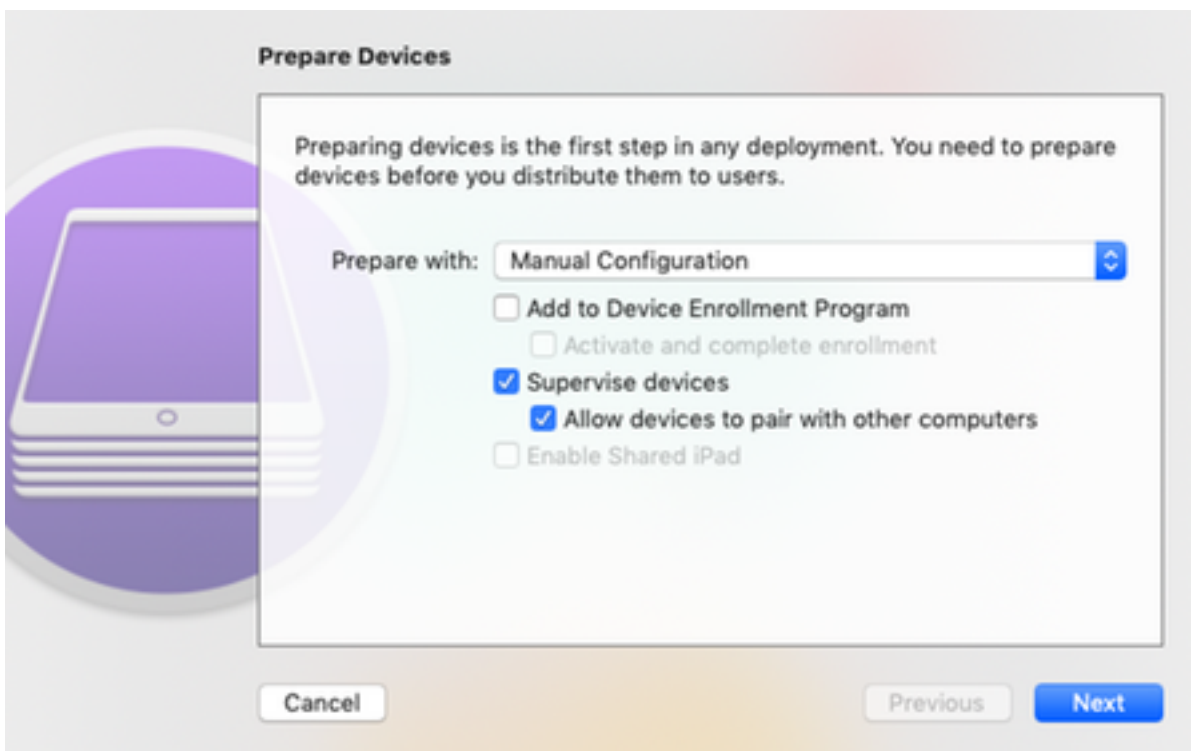 Prepare Devices
Preparing devices is the first step in any deployment. You need to prepare
devices before you distribute them to users.
Prepare with: Manual Configuration
Add to Device Enrollment Program
Activate and complete enrollment
Supervise devices
Allow devices to pair with other computers
Enable Shared iPad
Cancel Previous Next